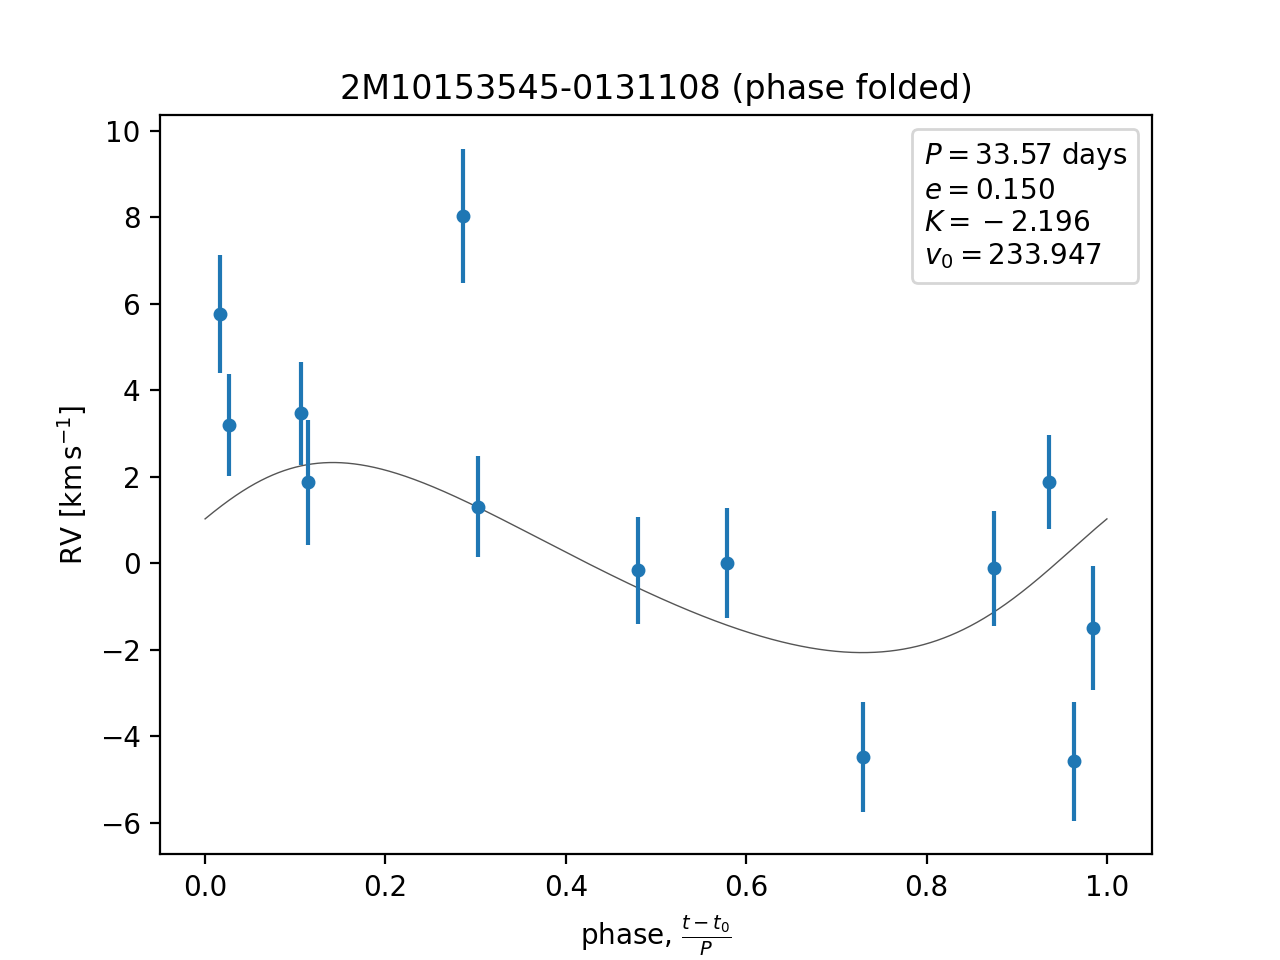 2M10153545-0131108 (phase folded)
P = 33.57 days
e = 0.150
K = −2.196
v₀ = 233.947
10
8
6
4
2
0
−2
−4
−6
RV [km s⁻¹]
0.0 0.2 0.4 0.6 0.8 1.0
phase, (t − t₀)/P